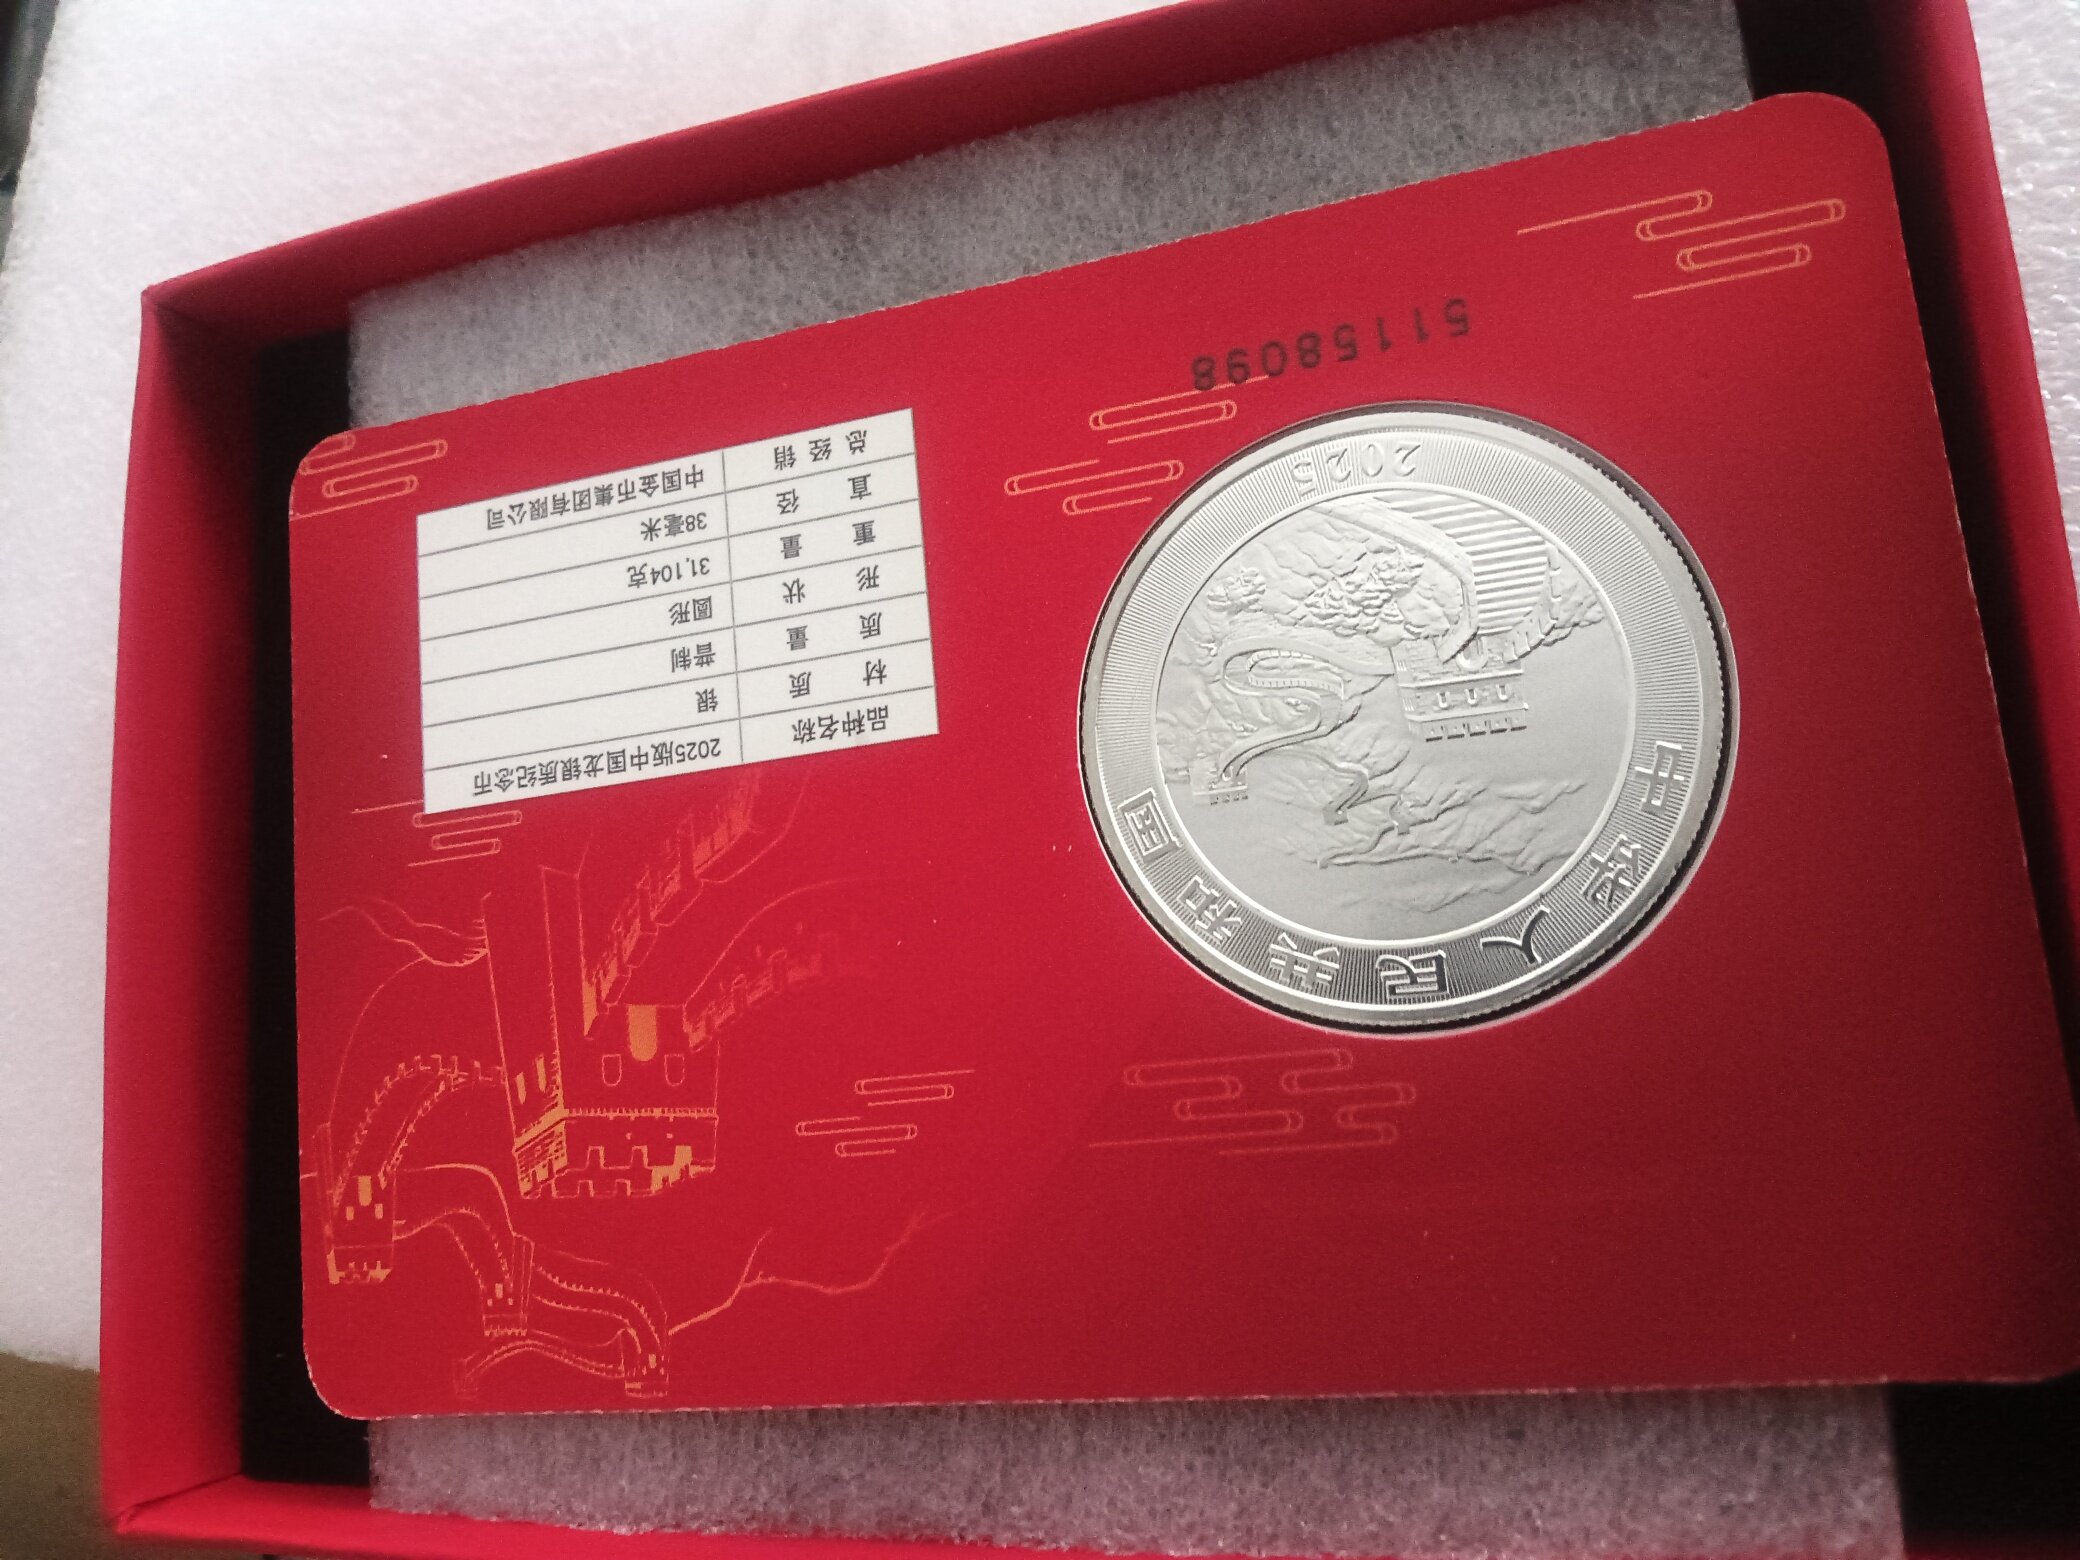 品种名称 2025版中国龙银质纪念币
材质 银
质量 普制
形状 圆形
重量 31.104克
直径 38毫米
总经销 中国金币集团有限公司
中华人民共和国
2025
51158098